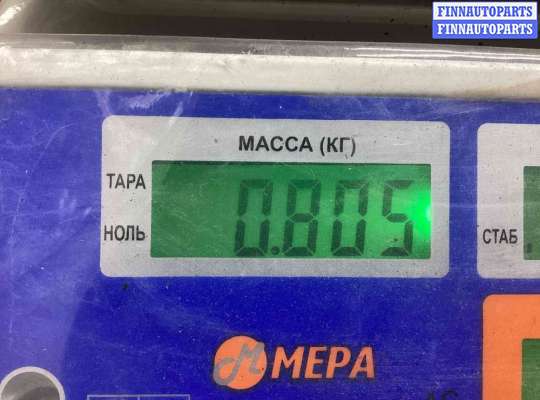 FINNAUTOPARTS
FINNAUTOPARTS
МАССА (КГ)
ТАРА
0.805
НОЛЬ
СТАБ
МЕРА